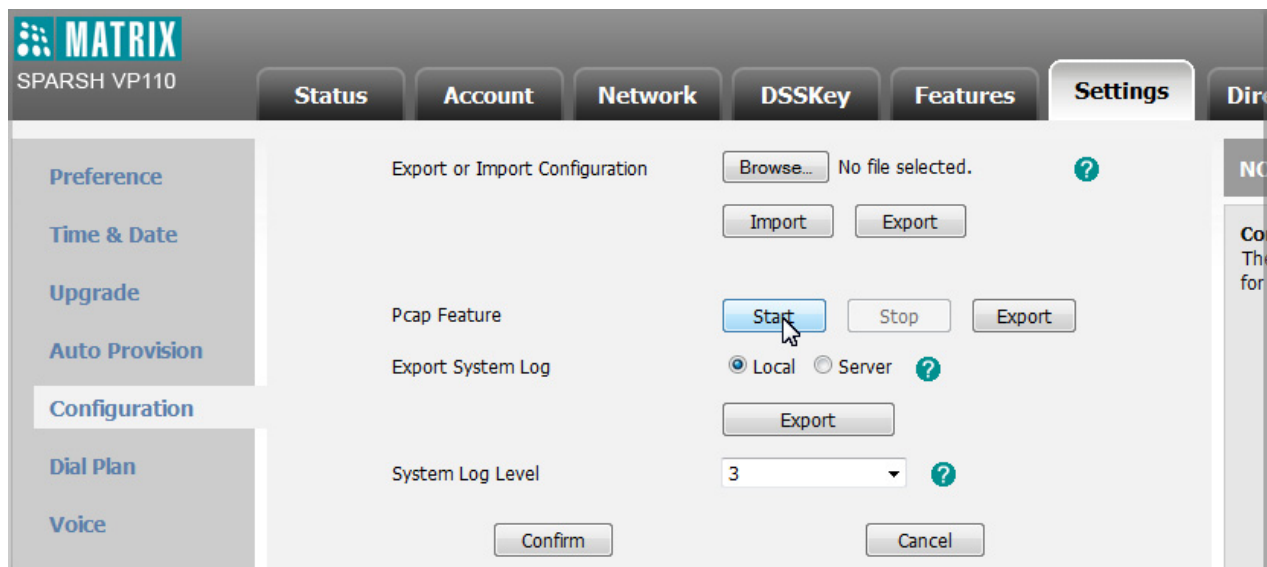 MATRIX
SPARSH VP110
Status Account Network DSSKey Features Settings
Preference
Time & Date
Upgrade
Auto Provision
Configuration
Dial Plan
Voice
Export or Import Configuration Browse... No file selected. ?
Import Export
Pcap Feature Start Stop Export
Export System Log Local Server ?
Export
System Log Level 3 ?
Confirm Cancel
for